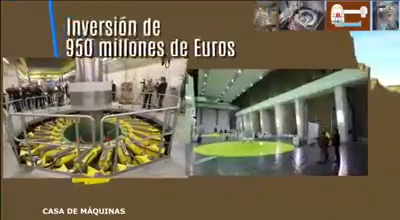 Inversión de
950 millones de Euros
CASA DE MÁQUINAS